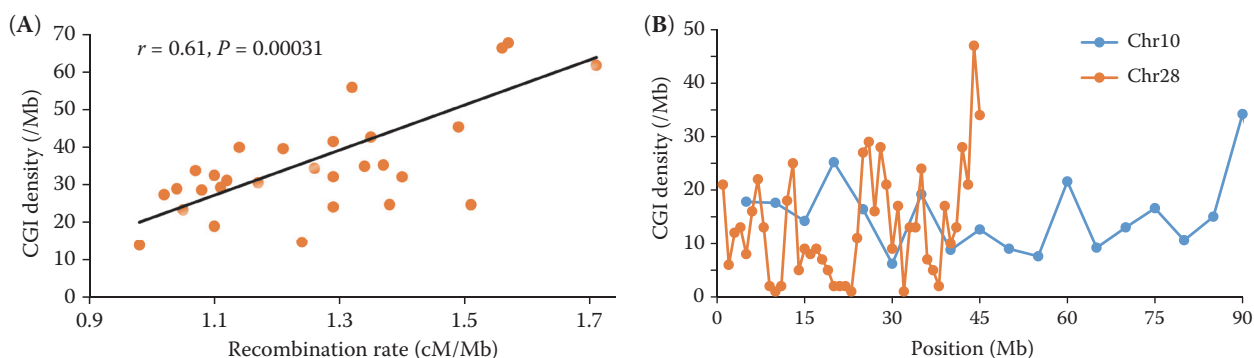 (A)
CGI density (/Mb)
70
60
50
40
30
20
10
0
r = 0.61, P = 0.00031
0.9 1.1 1.3 1.5 1.7
Recombination rate (cM/Mb)
(B)
CGI density (/Mb)
50
40
30
20
10
0
Chr10
Chr28
0 15 30 45 60 75 90
Position (Mb)